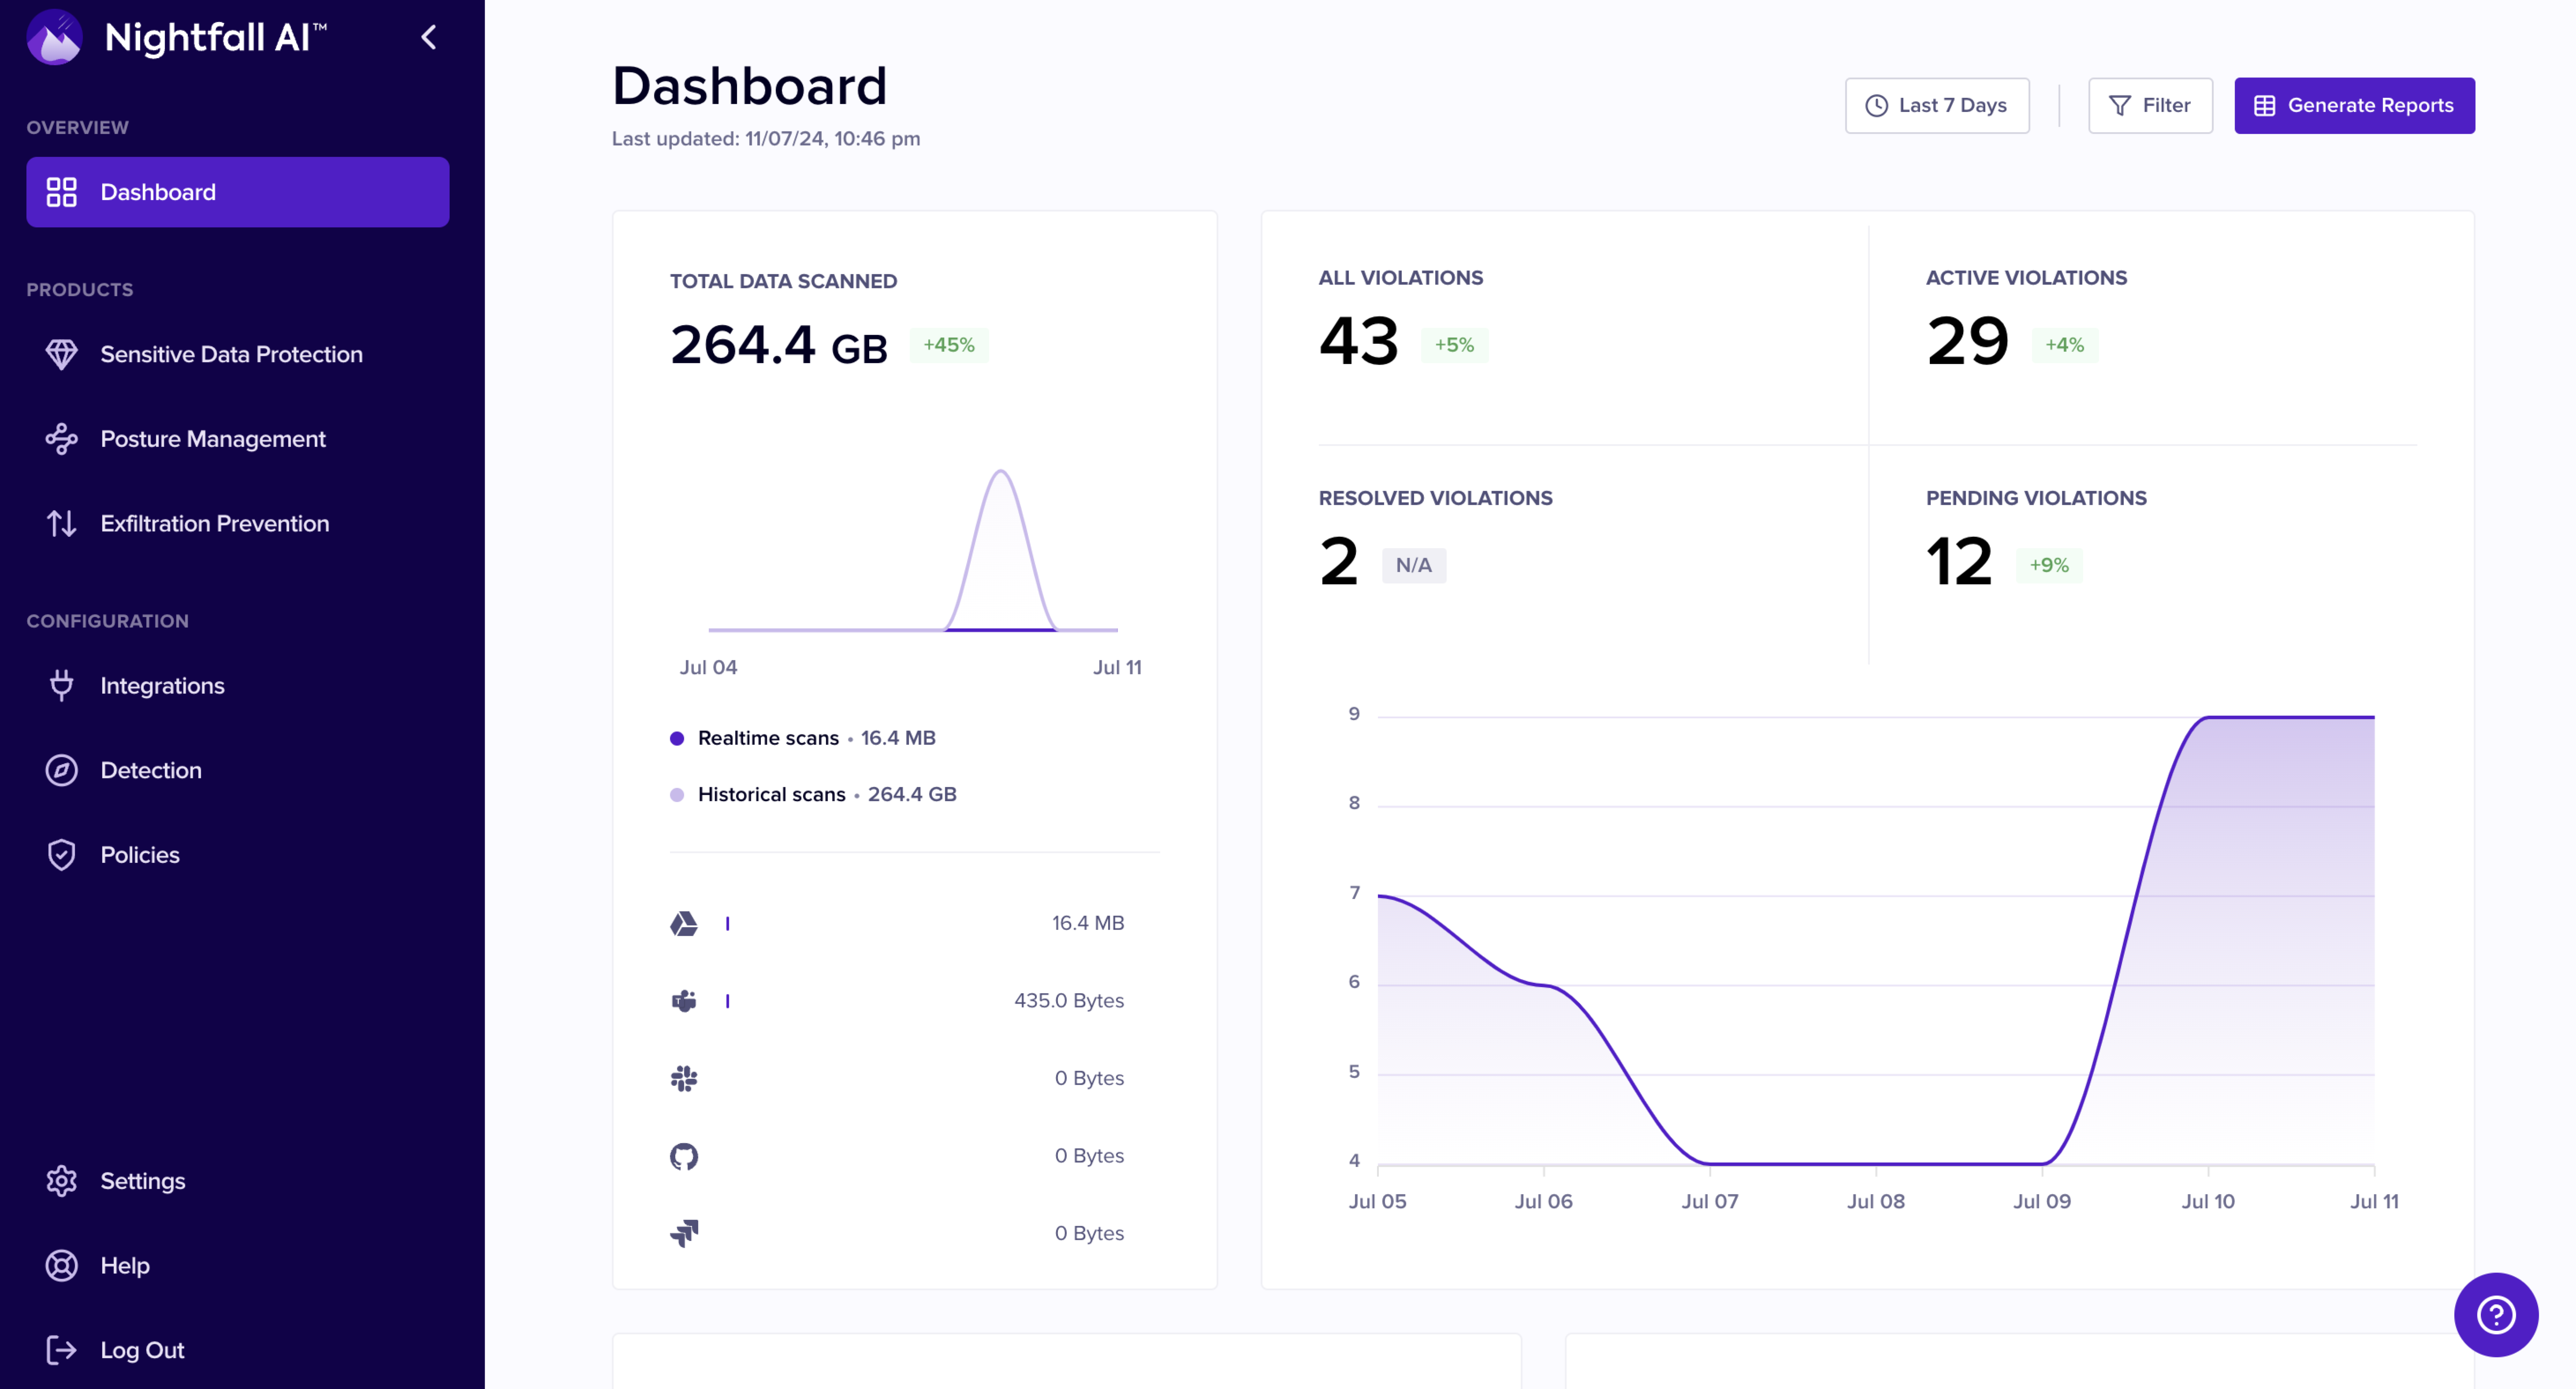 Nightfall AI™
OVERVIEW
Dashboard
PRODUCTS
Sensitive Data Protection
Posture Management
Exfiltration Prevention
CONFIGURATION
Integrations
Detection
Policies
Settings
Help
Log Out
Dashboard
Last updated: 11/07/24, 10:46 pm
Last 7 Days
Filter
Generate Reports
TOTAL DATA SCANNED
264.4 GB +45%
Jul 04 Jul 11
Realtime scans • 16.4 MB
Historical scans • 264.4 GB
16.4 MB
435.0 Bytes
0 Bytes
0 Bytes
0 Bytes
ALL VIOLATIONS
43 +5%
ACTIVE VIOLATIONS
29 +4%
RESOLVED VIOLATIONS
2 N/A
PENDING VIOLATIONS
12 +9%
9
8
7
6
5
4
Jul 05 Jul 06 Jul 07 Jul 08 Jul 09 Jul 10 Jul 11